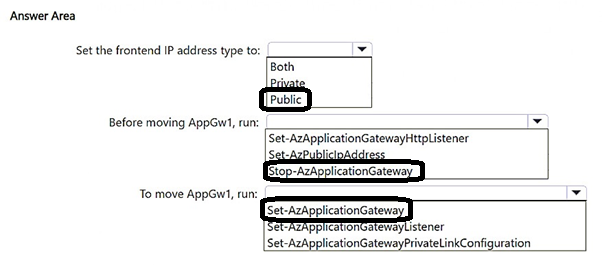 Answer Area
Set the frontend IP address type to:
Both
Private
Public
Before moving AppGw1, run:
Set-AzApplicationGatewayHttpListener
Set-AzPublicIpAddress
Stop-AzApplicationGateway
To move AppGw1, run:
Set-AzApplicationGateway
Set-AzApplicationGatewayListener
Set-AzApplicationGatewayPrivateLinkConfiguration